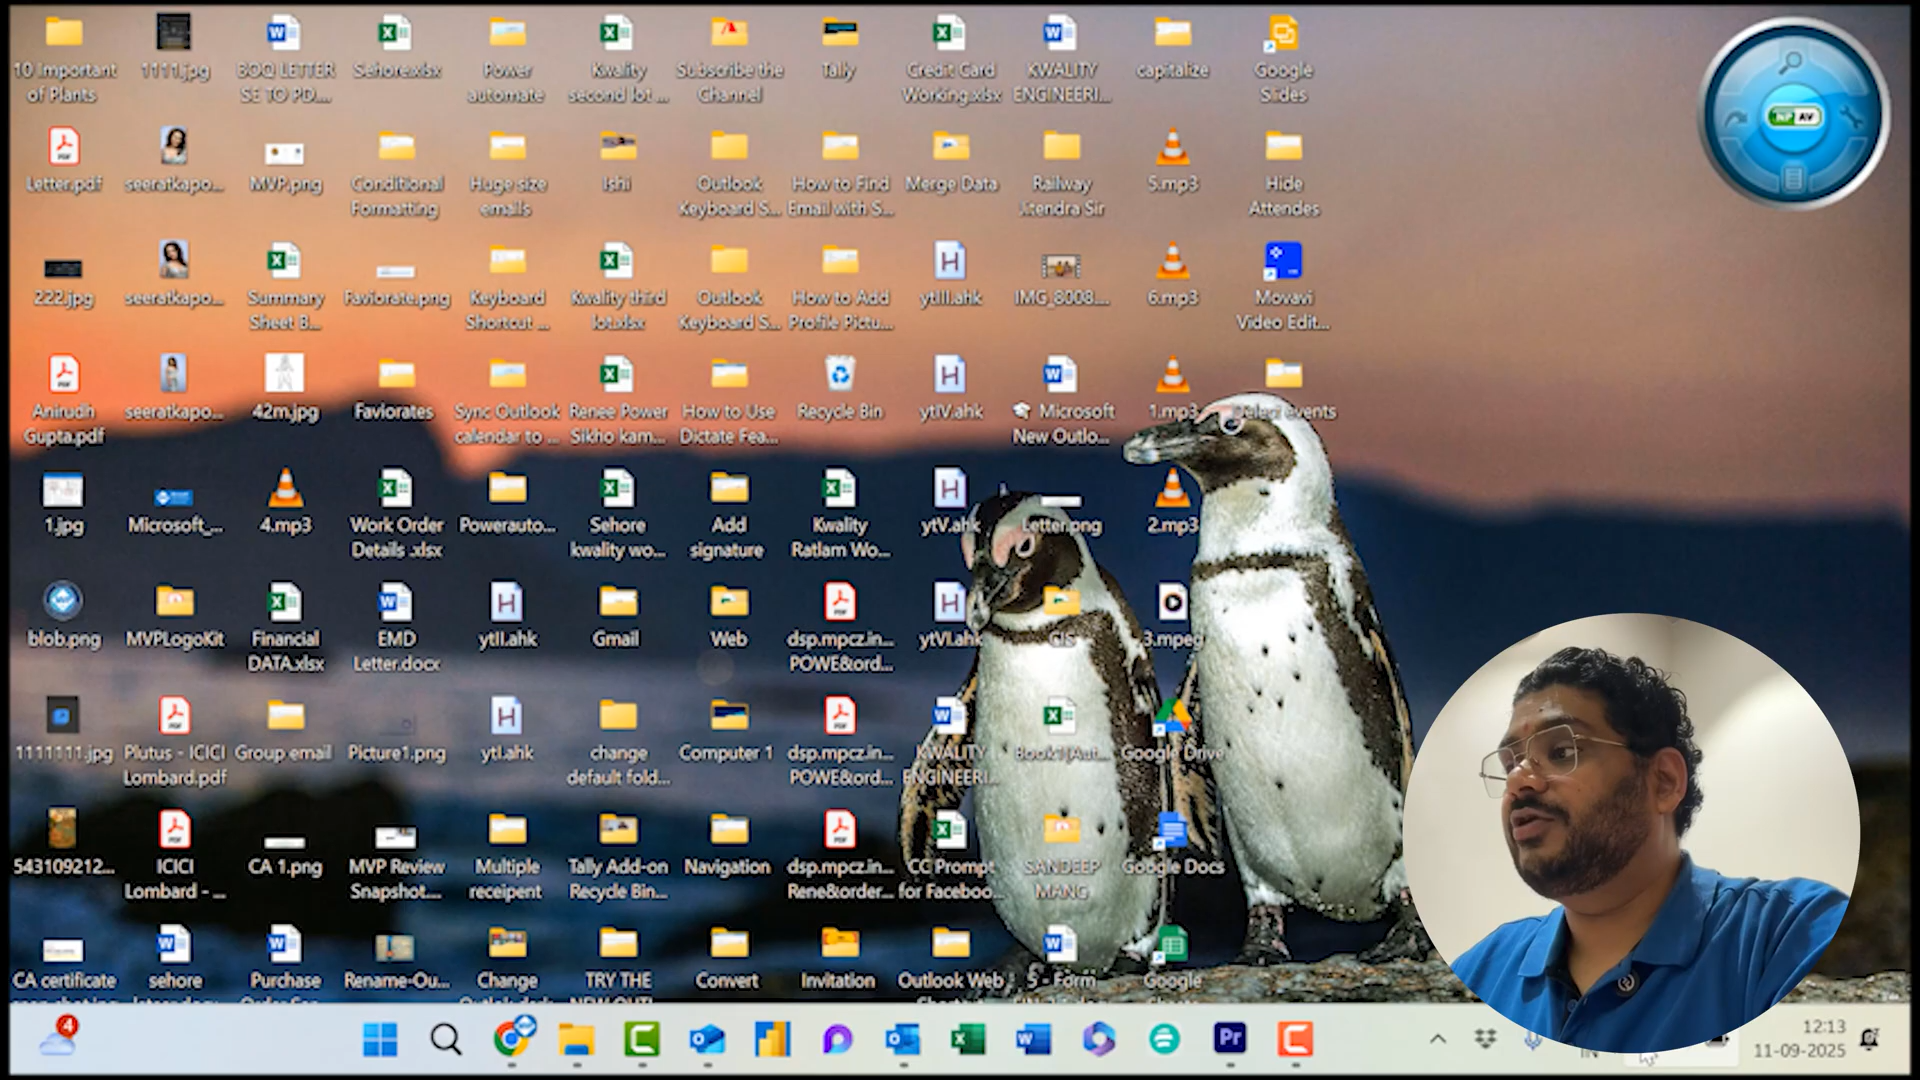 10 Important
of Plants
1111.jpg
BOQ LETTER
SE TO PD....
Sehore.xlsx
Power
automate
Kwality
second lot ...
Subscribe the
Channel
Tally
Credit Card
Working.xlsx
KWALITY
ENGINEERI...
capitalize
Google
Slides
NP AV
Letter.pdf
seeratkapo...
MVP.png
Conditional
Formatting
Huge size
emails
Ishi
Outlook
Keyboard S...
How to Find
Email with S...
Merge Data
Railway
Jitendra Sir
5.mp3
Hide
Attendes
222.jpg
seeratkapo...
Summary
Sheet B...
Faviorate.png
Keyboard
Shortcut ...
Kwality third
lot.xlsx
Outlook
Keyboard S...
How to Add
Profile Pictu...
ytIII.ahk
IMG_8008....
6.mp3
Movavi
Video Edit...
Anirudh
Gupta.pdf
seeratkapo...
42m.jpg
Faviorates
Sync Outlook
calendar to ...
Renee Power
Sikho kam...
How to Use
Dictate Fea...
Recycle Bin
ytIV.ahk
Microsoft
New Outlo...
1.mp3
events
1.jpg
Microsoft_...
4.mp3
Work Order
Details .xlsx
Powerauto...
Sehore
kwality wo...
Add
signature
Kwality
Ratlam Wo...
ytV.ahk
Letter.png
2.mp3
blob.png
MVPLogoKit
Financial
DATA.xlsx
EMD
Letter.docx
ytII.ahk
Gmail
Web
dsp.mpcz.in...
POWE&ord...
ytVI.ahk
3.mpeg
1111111.jpg
Plutus - ICICI
Lombard.pdf
Group email
Picture1.png
ytI.ahk
change
default fold...
Computer 1
dsp.mpcz.in...
POWE&ord...
KWALITY
ENGINEERI...
Book1(Aut...
Google Drive
543109212...
ICICI
Lombard - ...
CA 1.png
MVP Review
Snapshot....
Multiple
receipent
Tally Add-on
Recycle Bin...
Navigation
dsp.mpcz.in...
Rene&order...
CC Prompt
for Faceboo...
SANDEEP
MANG
Google Docs
CA certificate
sehore
Purchase
Rename-Ou...
Change
TRY THE
Convert
Invitation
Outlook Web
5 - Form
Google
4
Pr
IN
12:13
11-09-2025